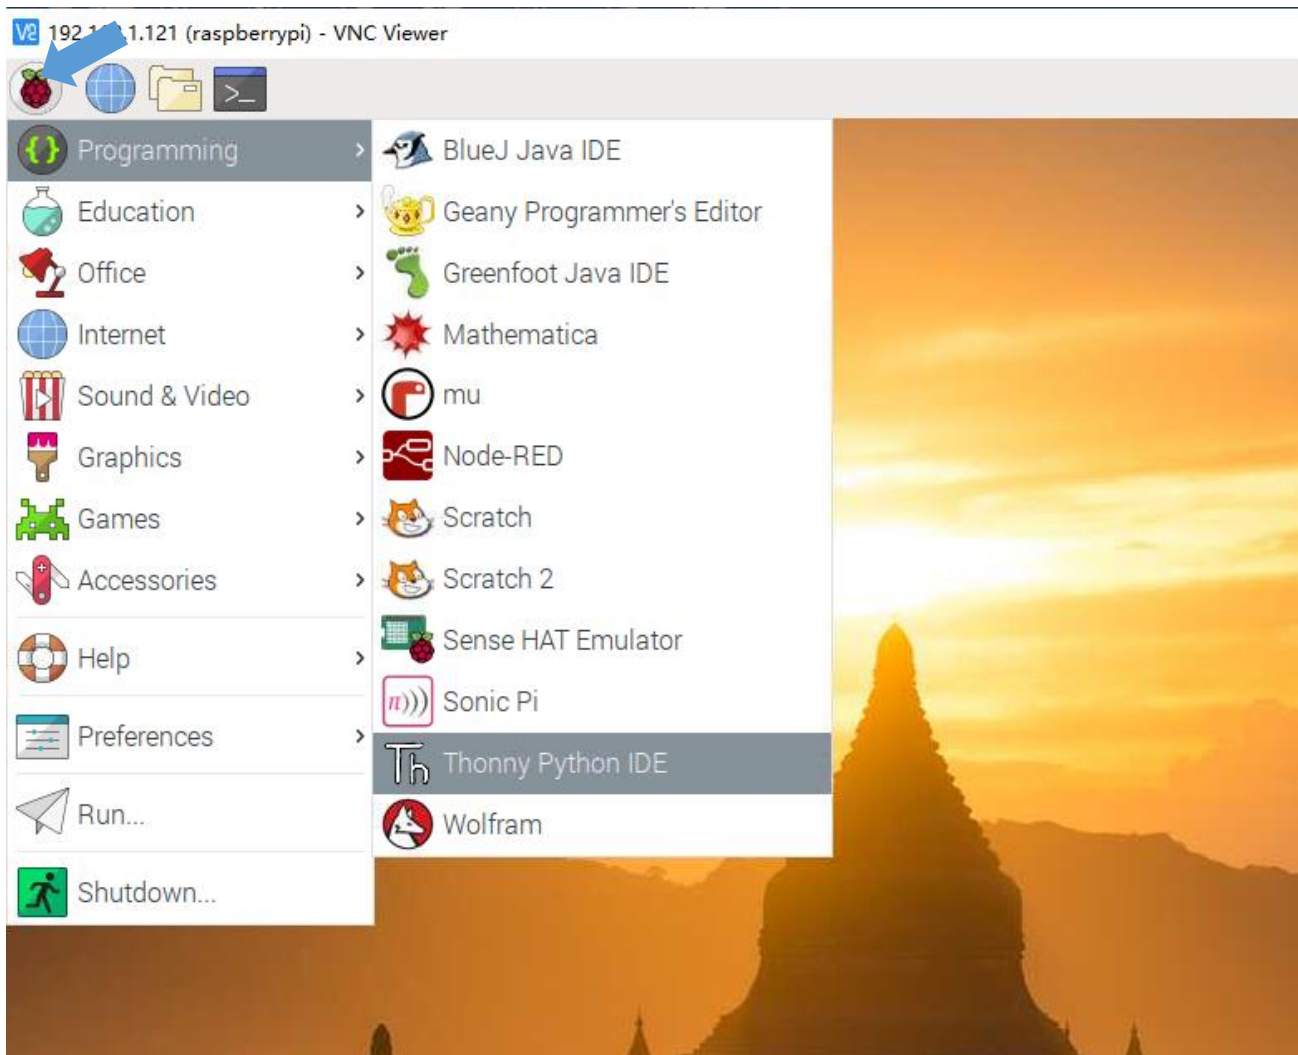 192.1 .1.121 (raspberrypi) - VNC Viewer
Programming
Education
Office
Internet
Sound & Video
Graphics
Games
Accessories
Help
Preferences
Run...
Shutdown...
BlueJ Java IDE
Geany Programmer's Editor
Greenfoot Java IDE
Mathematica
mu
Node-RED
Scratch
Scratch 2
Sense HAT Emulator
Sonic Pi
Thonny Python IDE
Wolfram